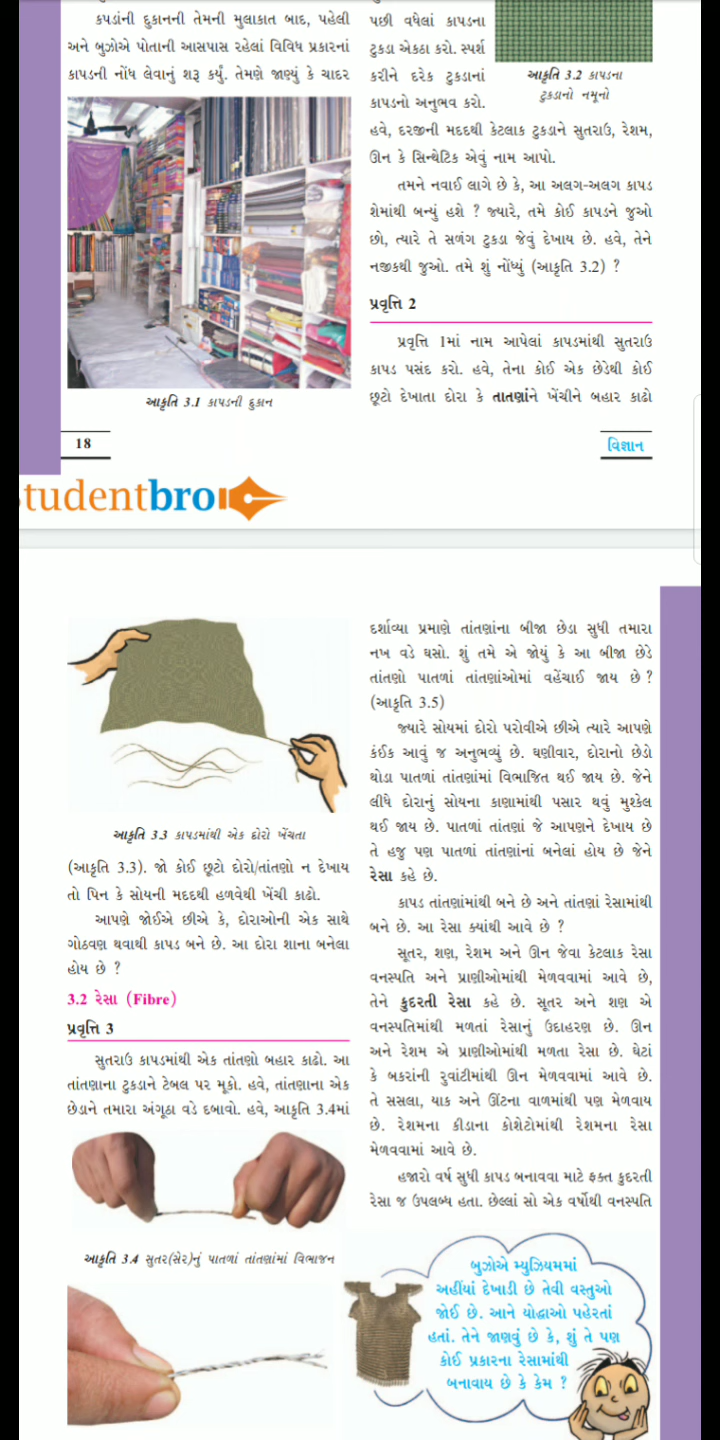 કપડાંની દુકાનની તેમની મુલાકાત બાદ, પહેલી
અને બુઝોએ પોતાની આસપાસ રહેલાં વિવિધ પ્રકારનાં
કાપડની નોંધ લેવાનું શરૂ કર્યું. તેમણે જાણ્યું કે ચાદર
આકૃતિ 3.1 કાપડની દુકાન
પછી વધેલાં કાપડના
ટુકડા એકઠા કરો. સ્પર્શ
કરીને દરેક ટુકડાનાં
કાપડનો અનુભવ કરો.
આકૃતિ 3.2 કાપડના
ટુકડાનો નમૂનો
હવે, દરજીની મદદથી કેટલાક ટુકડાને સુતરાઉ, રેશમ,
ઊન કે સિન્થેટિક એવું નામ આપો.
તમને નવાઈ લાગે છે કે, આ અલગ-અલગ કાપડ
શેમાંથી બન્યું હશે ? જ્યારે, તમે કોઈ કાપડને જુઓ
છો, ત્યારે તે સળંગ ટુકડા જેવું દેખાય છે. હવે, તેને
નજીકથી જુઓ. તમે શું નોંધ્યું (આકૃતિ 3.2) ?
પ્રવૃત્તિ 2
પ્રવૃત્તિ 1માં નામ આપેલાં કાપડમાંથી સુતરાઉ
કાપડ પસંદ કરો. હવે, તેના કોઈ એક છેડેથી કોઈ
છૂટો દેખાતા દોરા કે તાતણાંને ખેંચીને બહાર કાઢો
18
વિજ્ઞાન
tudentbro
આકૃતિ 3.3 કાપડમાંથી એક દોરો ખેંચતા
(આકૃતિ 3.3). જો કોઈ છૂટો દોરો/તાંતણો ન દેખાય
તો પિન કે સોયની મદદથી હળવેથી ખેંચી કાઢો.
આપણે જોઈએ છીએ કે, દોરાઓની એક સાથે
ગોઠવણ થવાથી કાપડ બને છે. આ દોરા શાના બનેલા
હોય છે ?
3.2 રેસા (Fibre)
પ્રવૃત્તિ 3
સુતરાઉ કાપડમાંથી એક તાંતણો બહાર કાઢો. આ
તાંતણાના ટુકડાને ટેબલ પર મૂકો. હવે, તાંતણાના એક
છેડાને તમારા અંગૂઠા વડે દબાવો. હવે, આકૃતિ 3.4માં
આકૃતિ 3.4 સુતર(સેર)નું પાતળાં તાંતણાંમાં વિભાજન
દર્શાવ્યા પ્રમાણે તાંતણાંના બીજા છેડા સુધી તમારા
નખ વડે ઘસો. શું તમે એ જોયું કે આ બીજા છેડે
તાંતણો પાતળાં તાંતણાંઓમાં વહેંચાઈ જાય છે ?
(આકૃતિ 3.5)
જ્યારે સોયમાં દોરો પરોવીએ છીએ ત્યારે આપણે
કંઈક આવું જ અનુભવ્યું છે. ઘણીવાર, દોરાનો છેડો
થોડા પાતળાં તાંતણાંમાં વિભાજિત થઈ જાય છે. જેને
લીધે દોરાનું સોયના કાણામાંથી પસાર થવું મુશ્કેલ
થઈ જાય છે. પાતળાં તાંતણાં જે આપણને દેખાય છે
તે હજુ પણ પાતળાં તાંતણાંનાં બનેલાં હોય છે જેને
રેસા કહે છે.
કાપડ તાંતણાંમાંથી બને છે અને તાંતણાં રેસામાંથી
બને છે. આ રેસા ક્યાંથી આવે છે ?
સૂતર, શણ, રેશમ અને ઊન જેવા કેટલાક રેસા
વનસ્પતિ અને પ્રાણીઓમાંથી મેળવવામાં આવે છે,
તેને કુદરતી રેસા કહે છે. સૂતર અને શણ એ
વનસ્પતિમાંથી મળતાં રેસાનું ઉદાહરણ છે. ઊન
અને રેશમ એ પ્રાણીઓમાંથી મળતા રેસા છે. ઘેટાં
કે બકરાંની રુવાંટીમાંથી ઊન મેળવવામાં આવે છે.
તે સસલા, યાક અને ઊંટના વાળમાંથી પણ મેળવાય
છે. રેશમના કીડાના કોશેટોમાંથી રેશમના રેસા
મેળવવામાં આવે છે.
હજારો વર્ષ સુધી કાપડ બનાવવા માટે ફક્ત કુદરતી
રેસા જ ઉપલબ્ધ હતા. છેલ્લાં સો એક વર્ષોથી વનસ્પતિ
બુઝોએ મ્યુઝિયમમાં
અહીંયાં દેખાડી છે તેવી વસ્તુઓ
જોઈ છે. આને યોદ્ધાઓ પહેરતાં
હતાં. તેને જાણવું છે કે, શું તે પણ
કોઈ પ્રકારના રેસામાંથી
બનાવાય છે કે કેમ ?